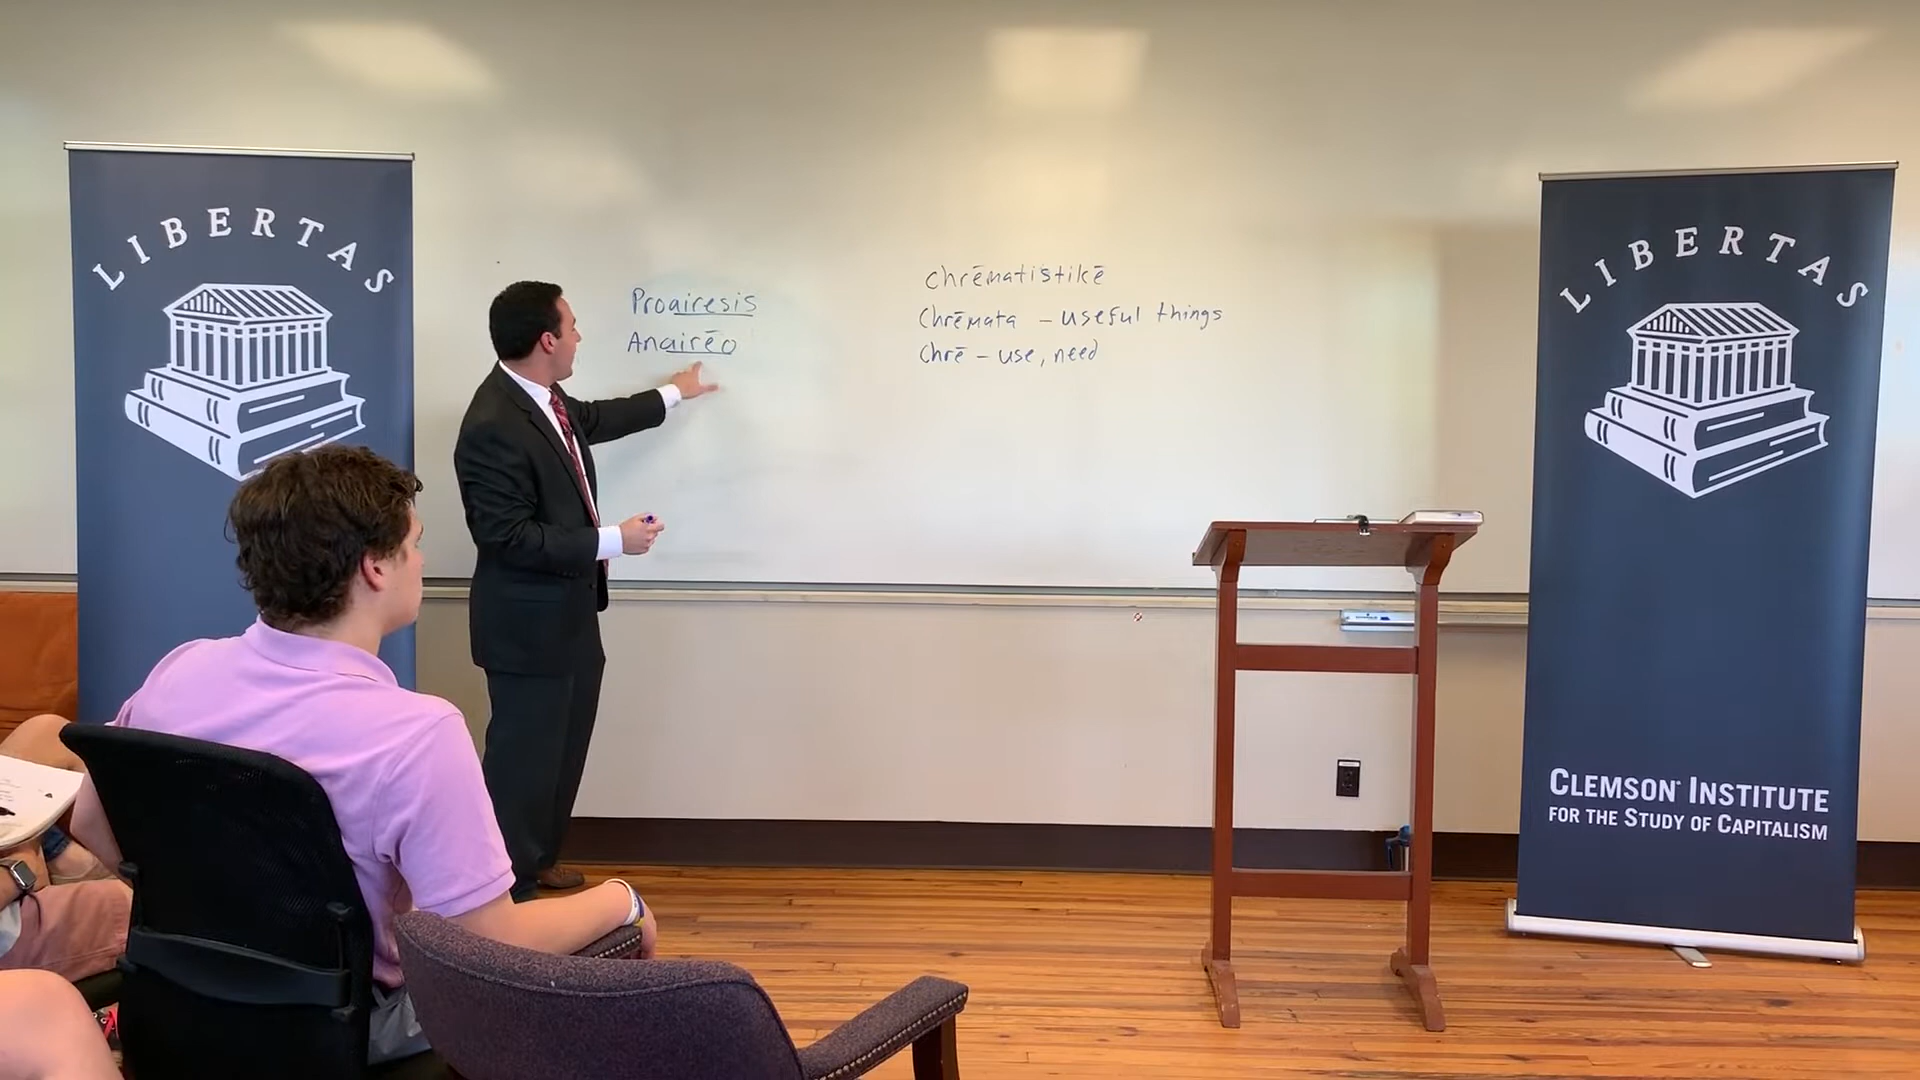 LIBERTAS
Proairesis
Anairēo
chrēmatistikē
Chrēmata – useful things
Chrē – use, need
LIBERTAS
CLEMSON INSTITUTE
FOR THE STUDY OF CAPITALISM